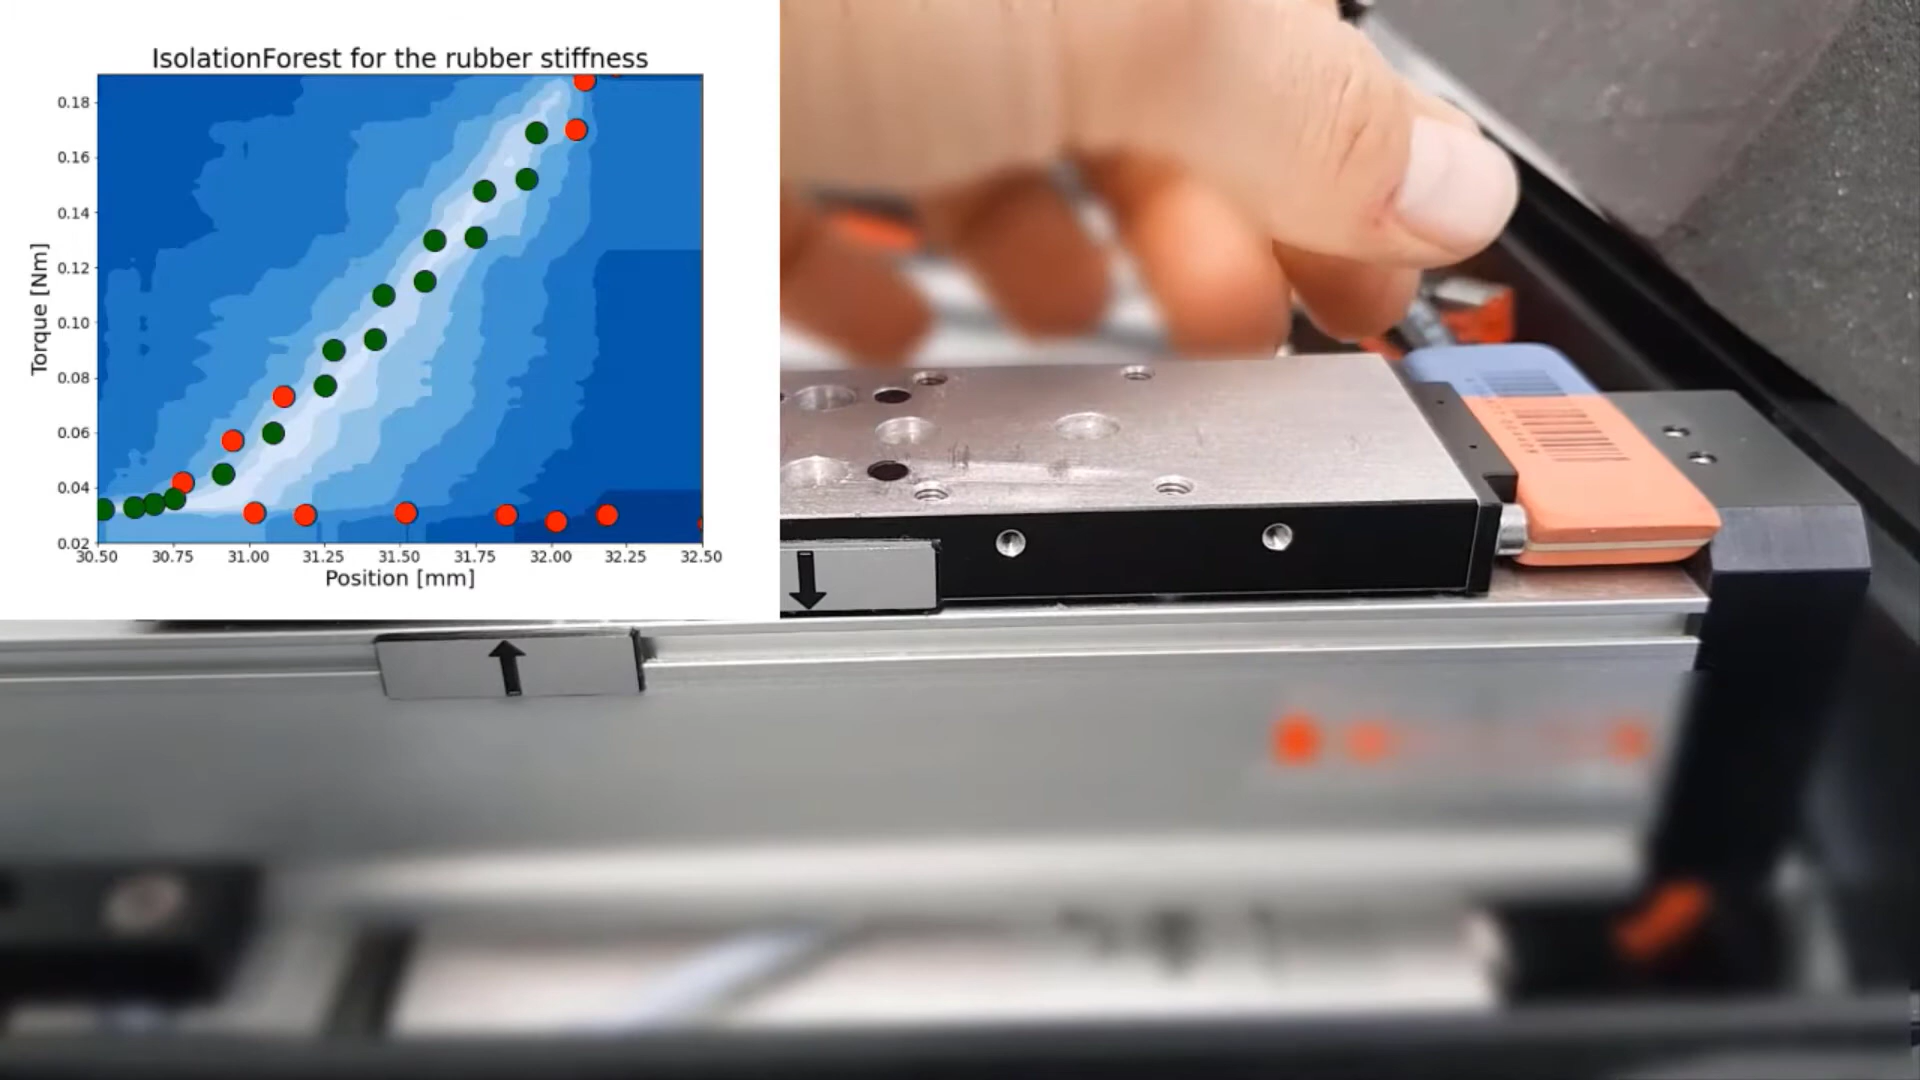 IsolationForest for the rubber stiffness
0.18
0.16
0.14
0.12
0.10
0.08
0.06
0.04
0.02
Torque [Nm]
30.50 30.75 31.00 31.25 31.50 31.75 32.00 32.25 32.50
Position [mm]